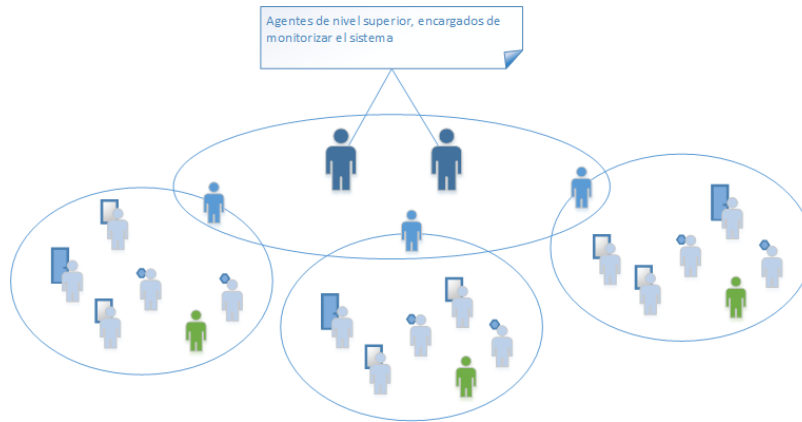 Agentes de nivel superior, encargados de
monitorizar el sistema